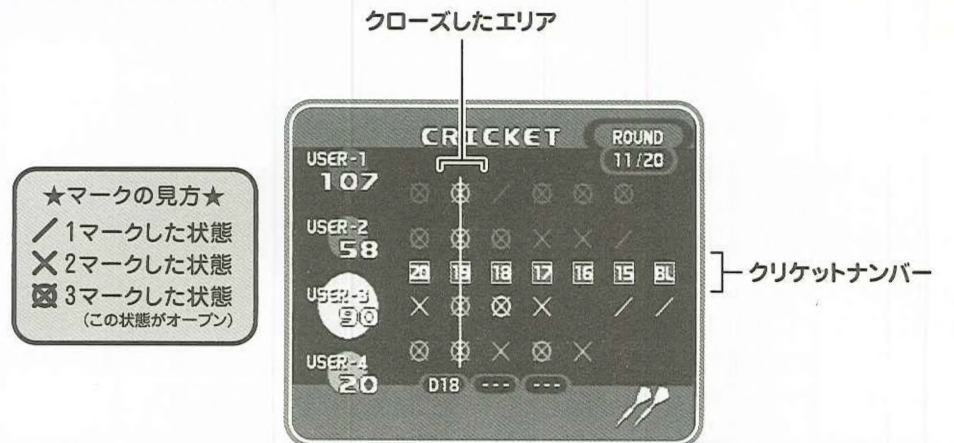 クローズしたエリア
CRICKET
ROUND
11/20
USER-1
107
USER-2
58
20 19 18 17 16 15 BL
USER-3
90
USER-4
20
D18 --- ---
★マークの見方★
/ 1マークした状態
X 2マークした状態
3マークした状態
(この状態がオープン)
クリケットナンバー